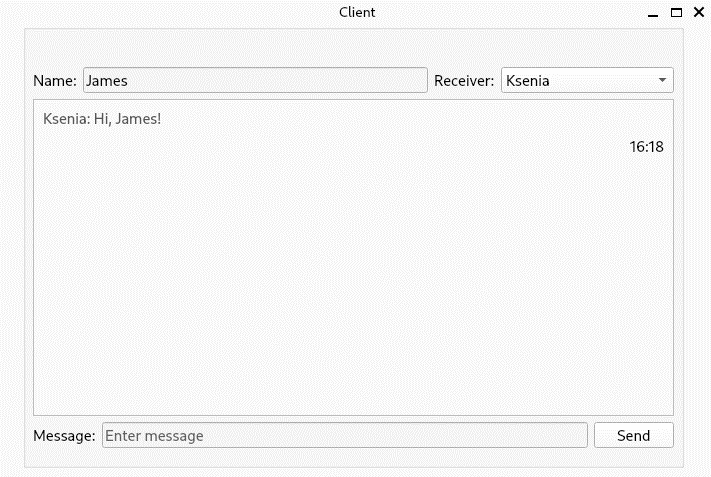 Client
Name: James Receiver: Ksenia
Ksenia: Hi, James!
16:18
Message: Enter message Send